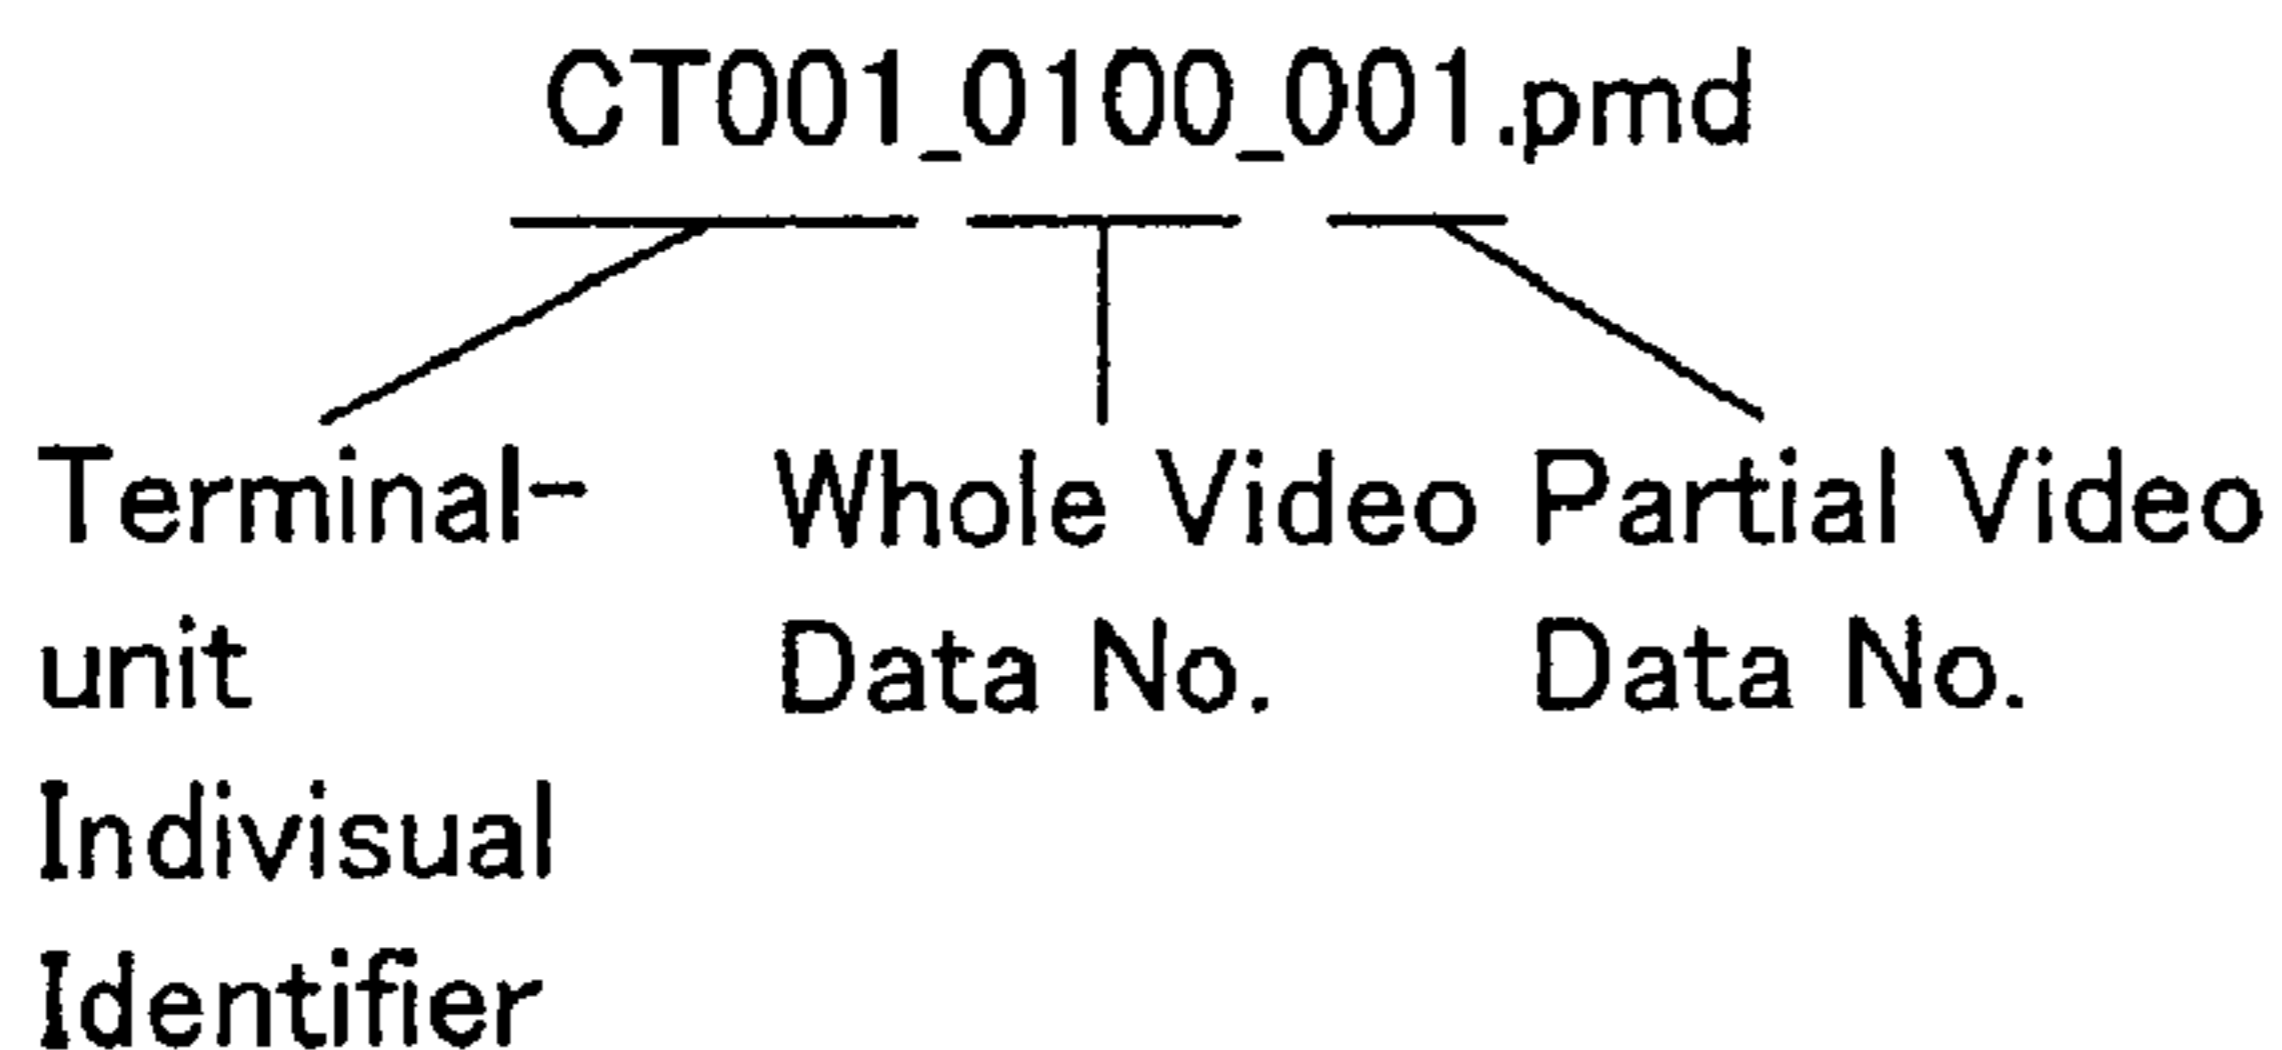 CT001_0100_001.pmd
Terminal-
unit
Indivisual
Identifier
Whole Video
Data No.
Partial Video
Data No.